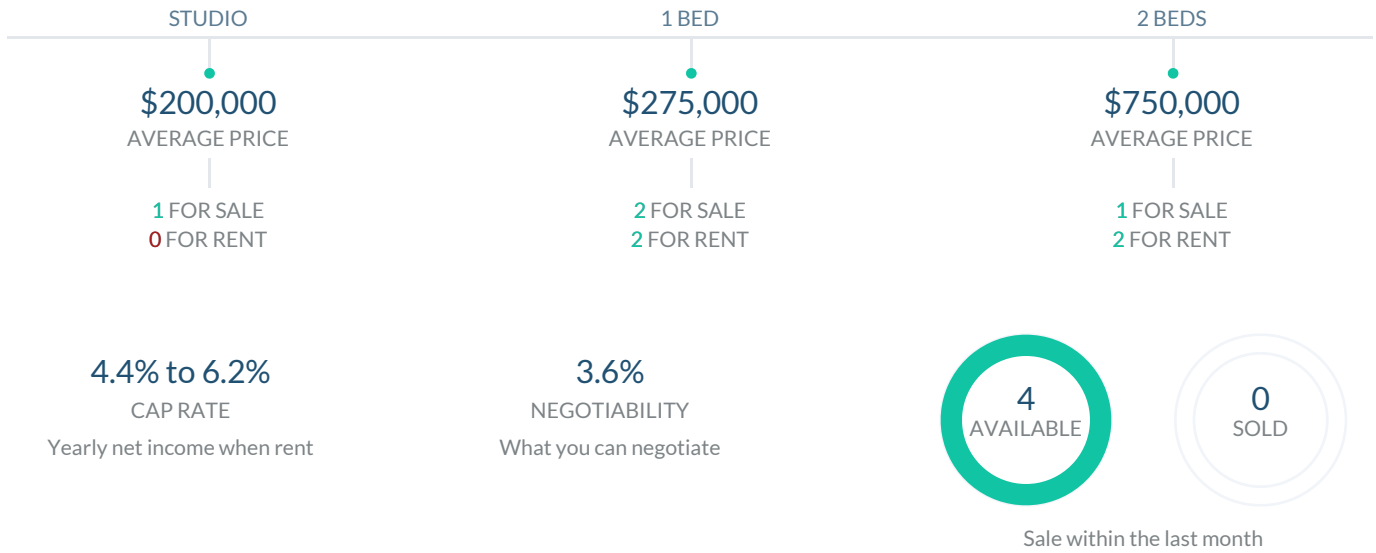 STUDIO
1 BED
2 BEDS
$200,000
AVERAGE PRICE
1 FOR SALE
0 FOR RENT
$275,000
AVERAGE PRICE
2 FOR SALE
2 FOR RENT
$750,000
AVERAGE PRICE
1 FOR SALE
2 FOR RENT
4.4% to 6.2%
CAP RATE
Yearly net income when rent
3.6%
NEGOTIABILITY
What you can negotiate
4
AVAILABLE
0
SOLD
Sale within the last month